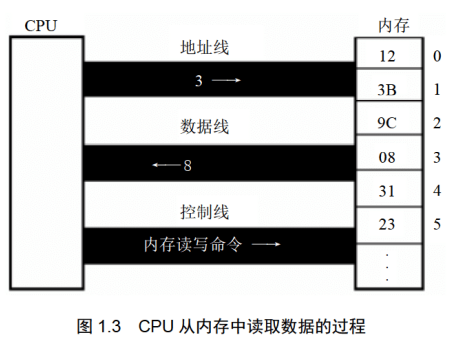 CPU 内存
地址线
12 0
3 →
3B 1
数据线
9C 2
←8
08 3
31 4
控制线
23 5
内存读写命令 →
.
.
.
图 1.3 CPU 从内存中读取数据的过程